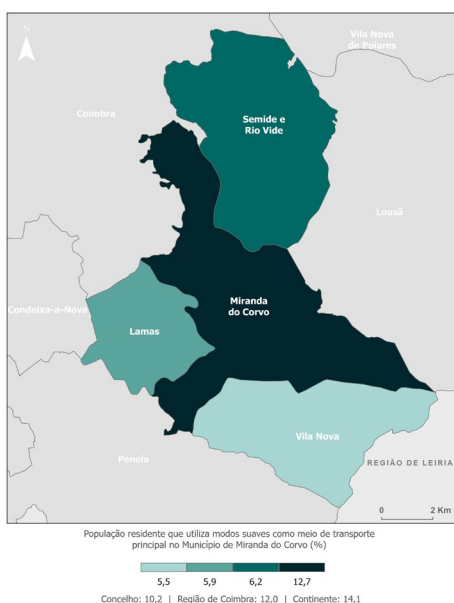 N
Vila Nova
de Poiares
Coimbra
Semide e
Rio Vide
Lousã
Condeixa-a-Nova
Miranda
do Corvo
Lamas
Vila Nova
Penela
REGIÃO DE LEIRIA
0 2 Km
População residente que utiliza modos suaves como meio de transporte
principal no Município de Miranda do Corvo (%)
5,5 5,9 6,2 12,7
Concelho: 10,2 | Região de Coimbra: 12,0 | Continente: 14,1